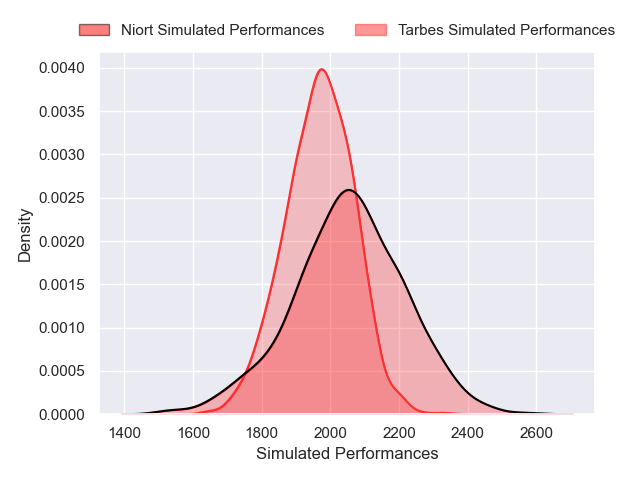 Niort Simulated Performances
Tarbes Simulated Performances
0.0040
0.0035
0.0030
0.0025
0.0020
0.0015
0.0010
0.0005
0.0000
Density
1400 1600 1800 2000 2200 2400 2600
Simulated Performances